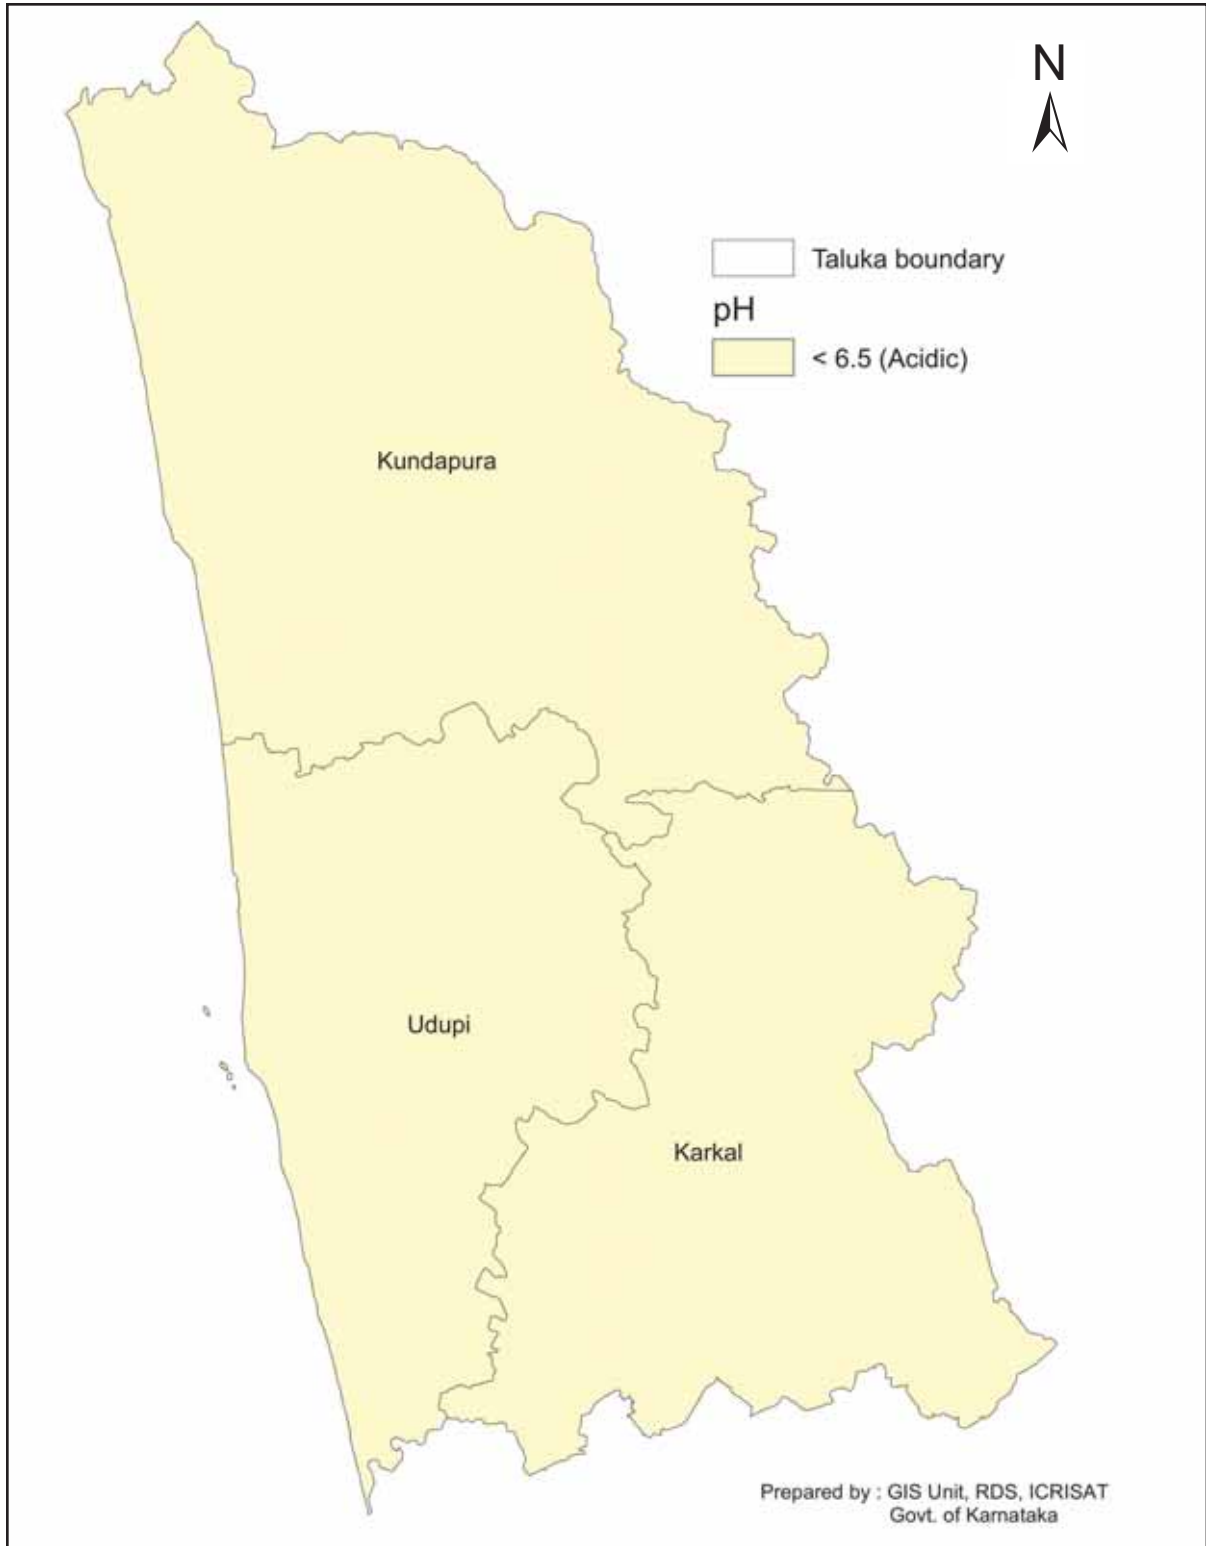 N
Taluka boundary
pH
< 6.5 (Acidic)
Kundapura
Udupi
Karkal
Prepared by : GIS Unit, RDS, ICRISAT
Govt. of Karnataka